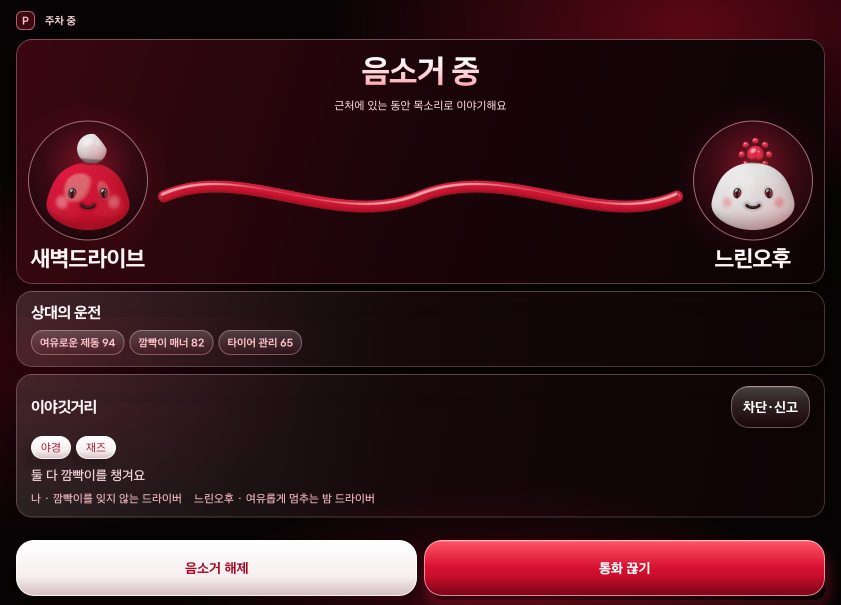 P 주차 중
음소거 중
근처에 있는 동안 목소리로 이야기해요
새벽드라이브
느린오후
상대의 운전
여유로운 제동 94 깜빡이 매너 82 타이어 관리 65
이야깃거리
차단·신고
야경 재즈
둘 다 깜빡이를 챙겨요
나 · 깜빡이를 잊지 않는 드라이버 느린오후 · 여유롭게 멈추는 밤 드라이버
음소거 해제 통화 끊기